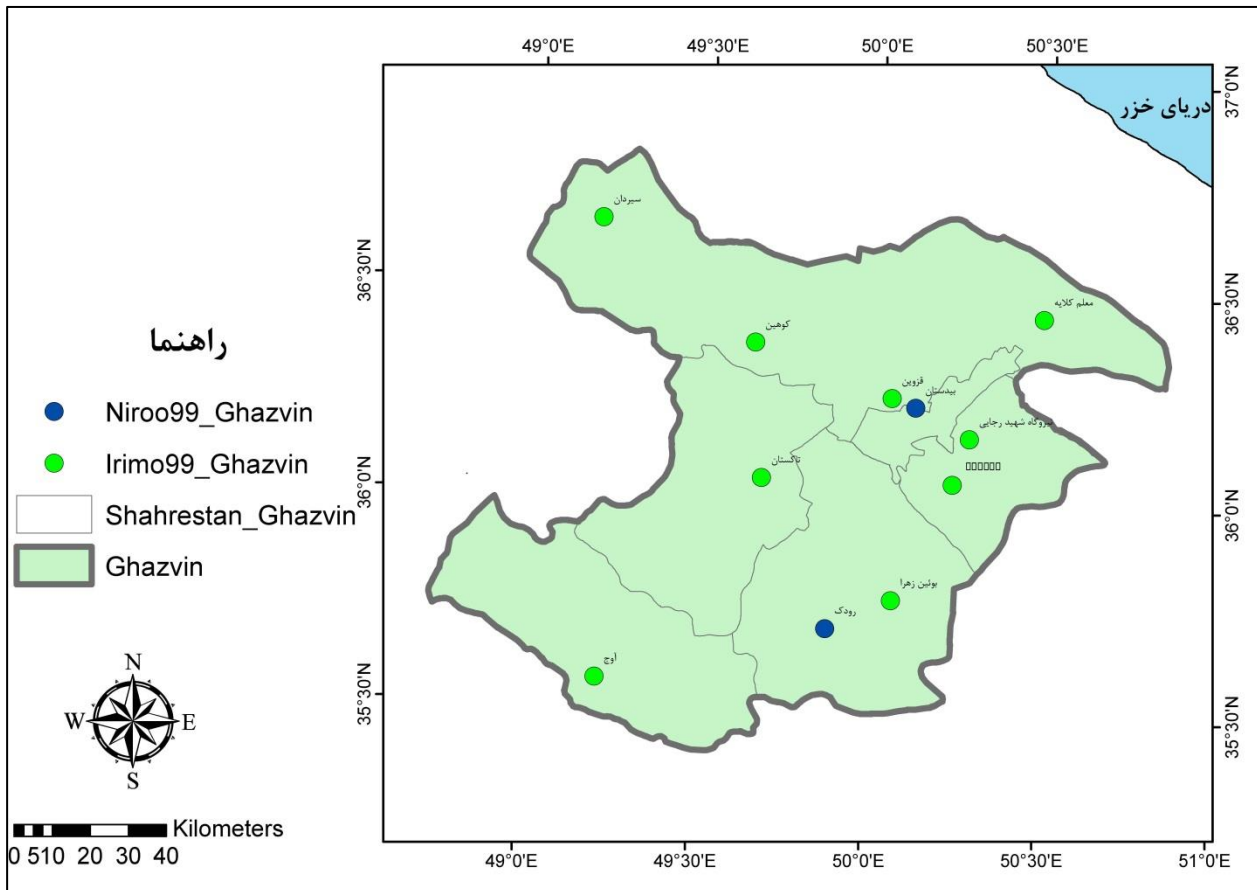 49°0'E 49°30'E 50°0'E 50°30'E
37°0'N
دریای خزر
سیردان
36°30'N
36°30'N
معلم کلایه
کوهین
راهنما
قزوین
بیدستان
Niroo99_Ghazvin
نیروگاه شهید رجایی
Irimo99_Ghazvin
تاکستان
36°0'N
36°0'N
Shahrestan_Ghazvin
Ghazvin
بوئین زهرا
رودک
آوج
N
W E
S
35°30'N
35°30'N
Kilometers
0 5 10 20 30 40
49°0'E 49°30'E 50°0'E 50°30'E 51°0'E